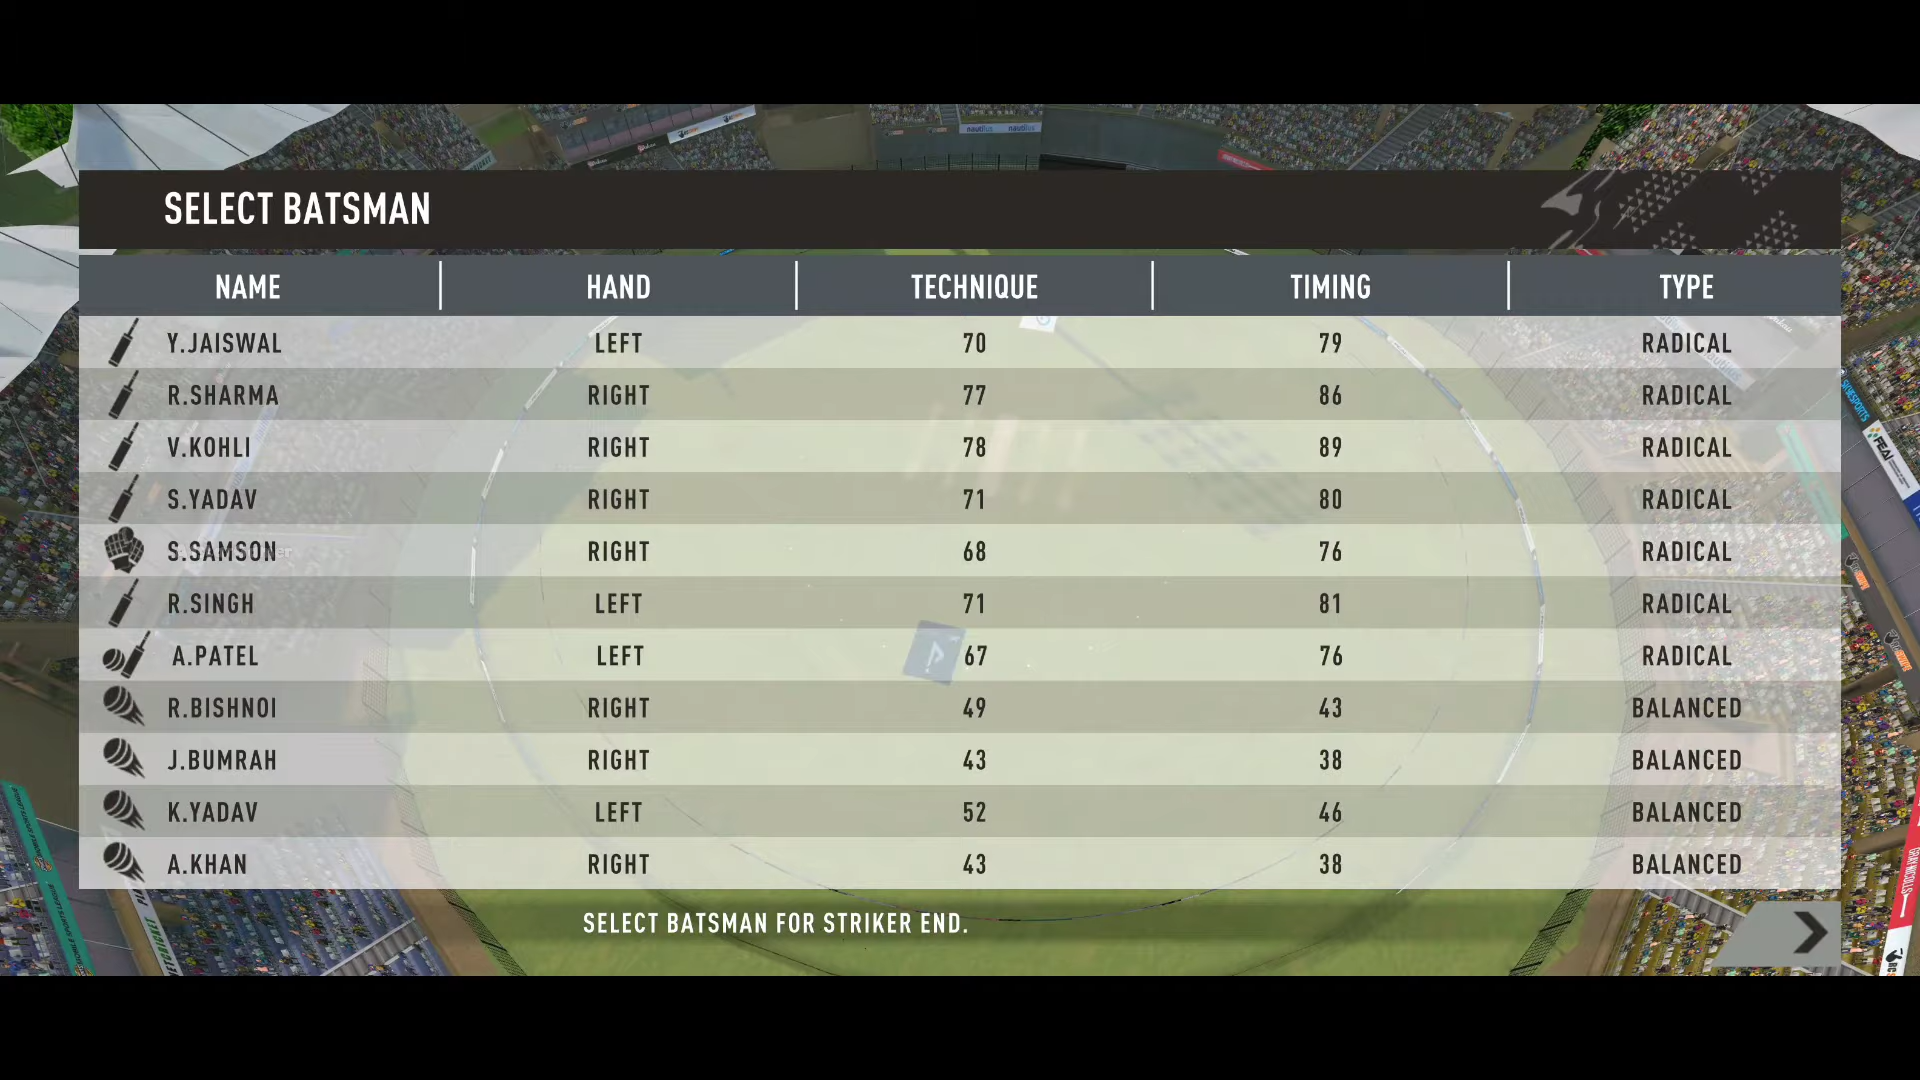 SELECT BATSMAN
NAME HAND TECHNIQUE TIMING TYPE
Y.JAISWAL LEFT 70 79 RADICAL
R.SHARMA RIGHT 77 86 RADICAL
V.KOHLI RIGHT 78 89 RADICAL
S.YADAV RIGHT 71 80 RADICAL
S.SAMSON RIGHT 68 76 RADICAL
R.SINGH LEFT 71 81 RADICAL
A.PATEL LEFT 67 76 RADICAL
R.BISHNOI RIGHT 49 43 BALANCED
J.BUMRAH RIGHT 43 38 BALANCED
K.YADAV LEFT 52 46 BALANCED
A.KHAN RIGHT 43 38 BALANCED
SELECT BATSMAN FOR STRIKER END.